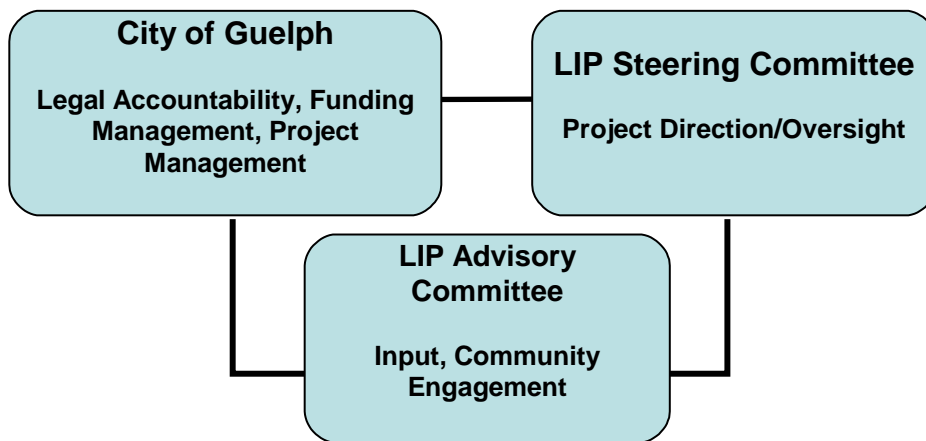 City of Guelph
Legal Accountability, Funding
Management, Project
Management
LIP Steering Committee
Project Direction/Oversight
LIP Advisory
Committee
Input, Community
Engagement